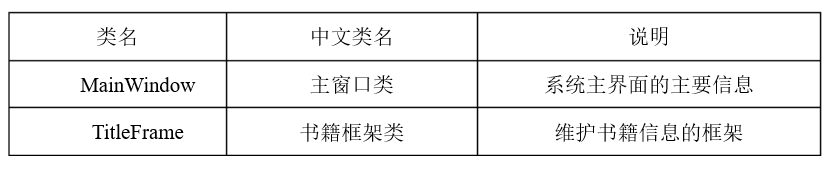 类名 中文类名 说明
MainWindow 主窗口类 系统主界面的主要信息
TitleFrame 书籍框架类 维护书籍信息的框架